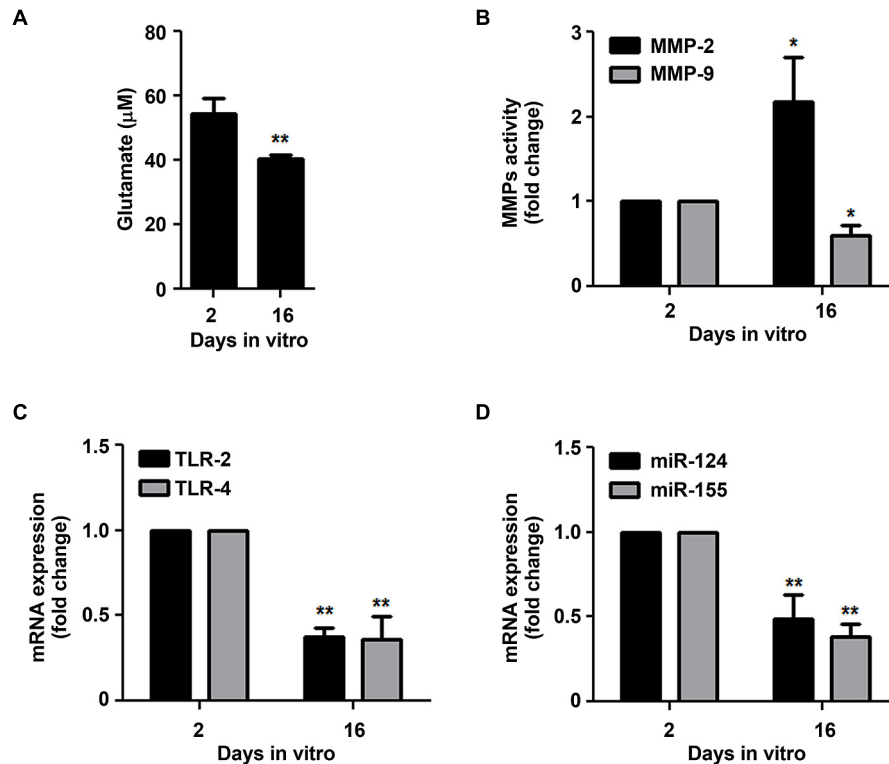 A
80
60
40
20
0
Glutamate (μM)
**
2 16
Days in vitro
B
3
2
1
0
MMPs activity
(fold change)
MMP-2
MMP-9
*
*
2 16
Days in vitro
C
1.5
1.0
0.5
0
mRNA expression
(fold change)
TLR-2
TLR-4
** **
2 16
Days in vitro
D
1.5
1.0
0.5
0
mRNA expression
(fold change)
miR-124
miR-155
**
**
2 16
Days in vitro